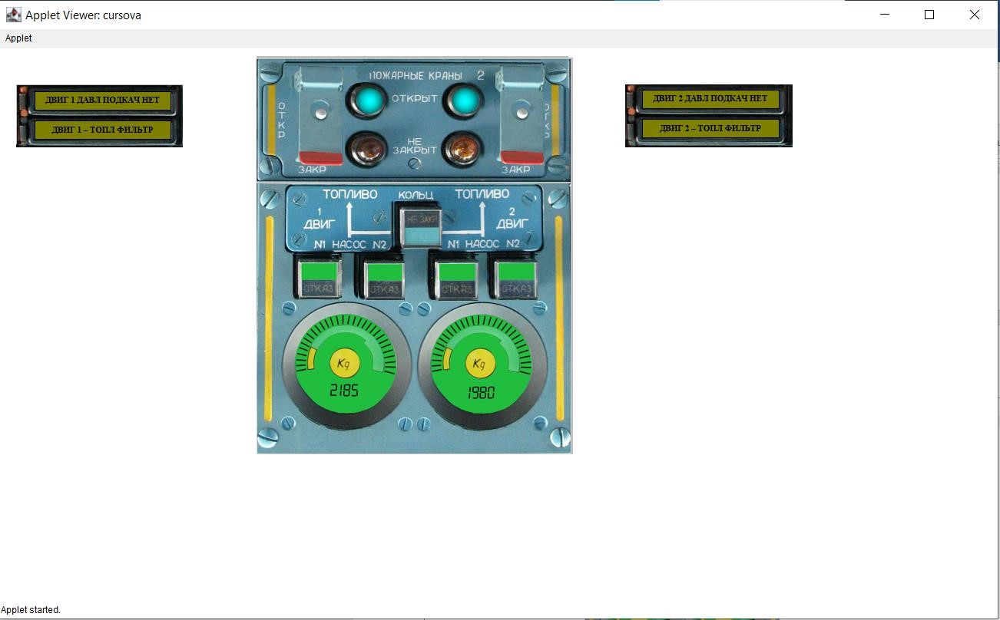 Applet Viewer: cursova
Applet
ДВИГ 1 ДАВЛ ПОДКАЧ НЕТ
ДВИГ 1 – ТОПЛ ФИЛЬТР
ПОЖАРНЫЕ КРАНЫ 2
ОТКР
ОТКРЫТ
ОТКР
НЕ
ЗАКРЫТ
ЗАКР
ЗАКР
ДВИГ 2 ДАВЛ ПОДКАЧ НЕТ
ДВИГ 2 – ТОПЛ ФИЛЬТР
ТОПЛИВО КОЛЬЦ ТОПЛИВО
1
ДВИГ
НЕ ЗАКР
2
ДВИГ
N1 НАСОС N2
N1 НАСОС N2
ОТКАЗ ОТКАЗ ОТКАЗ ОТКАЗ
Kg
2185
Kg
1980
Applet started.